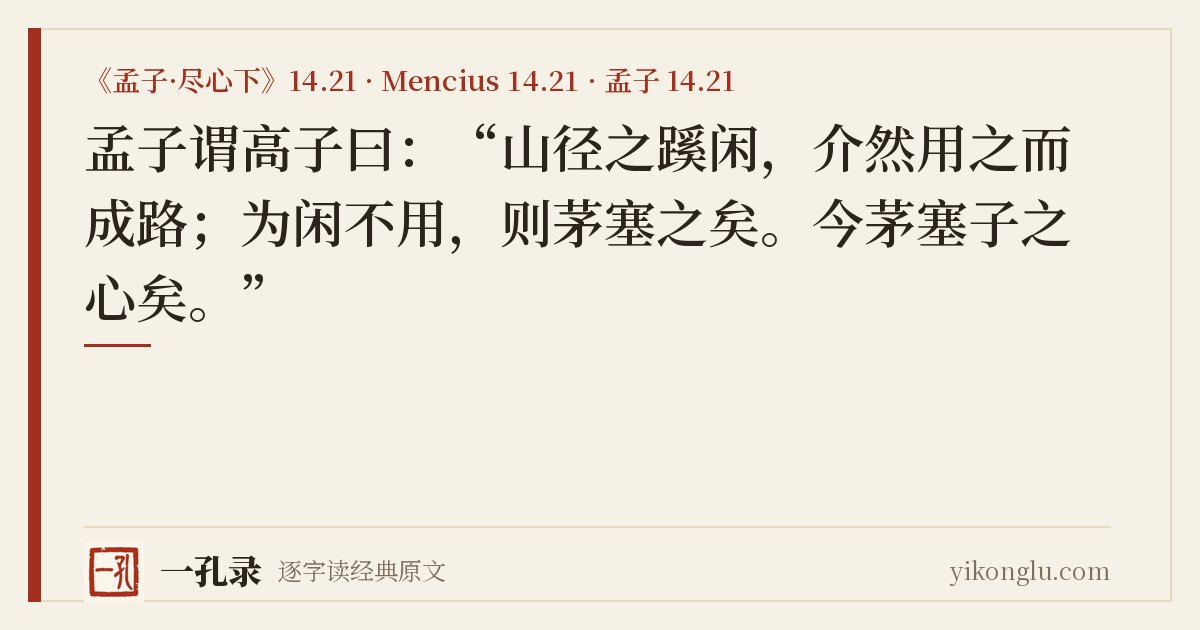 《孟子·尽心下》14.21 · Mencius 14.21 · 孟子 14.21
孟子谓高子曰：“山径之蹊闲，介然用之而
成路；为闲不用，则茅塞之矣。今茅塞子之
心矣。”
一孔
一孔录 逐字读经典原文 yikonglu.com